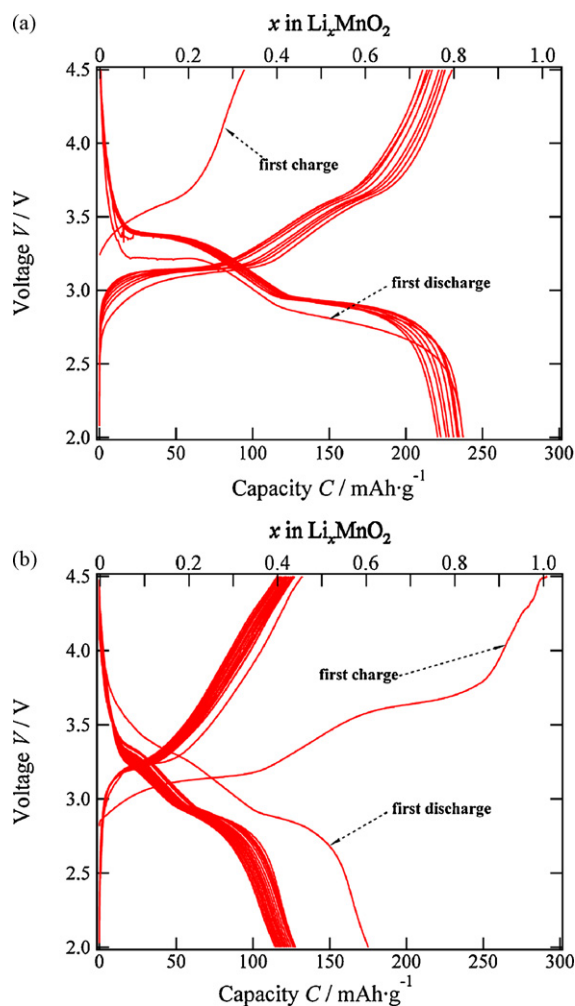 (a)
x in LiₓMnO₂
0.0 0.2 0.4 0.6 0.8 1.0
4.5
4.0
3.5
3.0
2.5
2.0
Voltage V / V
first charge
first discharge
0 50 100 150 200 250 300
Capacity C / mAh·g⁻¹
(b)
x in LiₓMnO₂
0.0 0.2 0.4 0.6 0.8 1.0
4.5
4.0
3.5
3.0
2.5
2.0
Voltage V / V
first charge
first discharge
0 50 100 150 200 250 300
Capacity C / mAh·g⁻¹